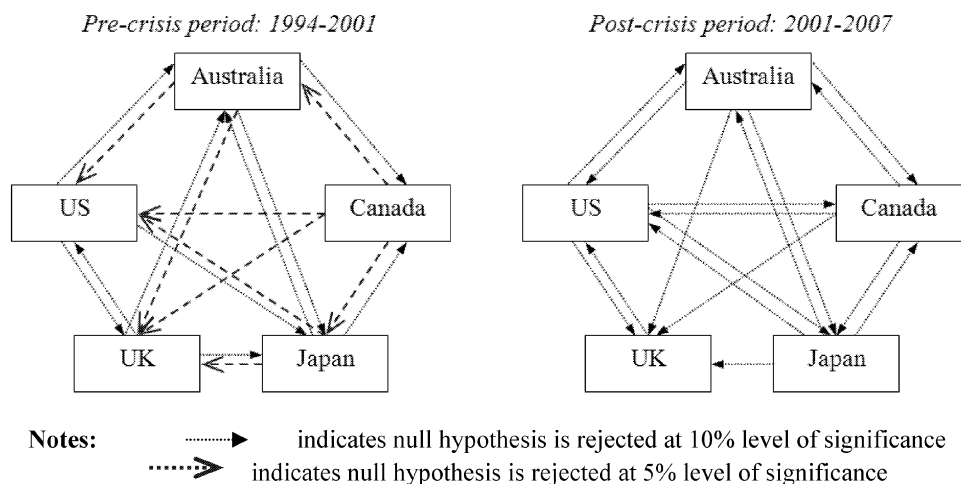 Pre-crisis period: 1994-2001
Post-crisis period: 2001-2007
Australia
US
Canada
UK
Japan
Australia
US
Canada
UK
Japan
Notes: indicates null hypothesis is rejected at 10% level of significance
indicates null hypothesis is rejected at 5% level of significance